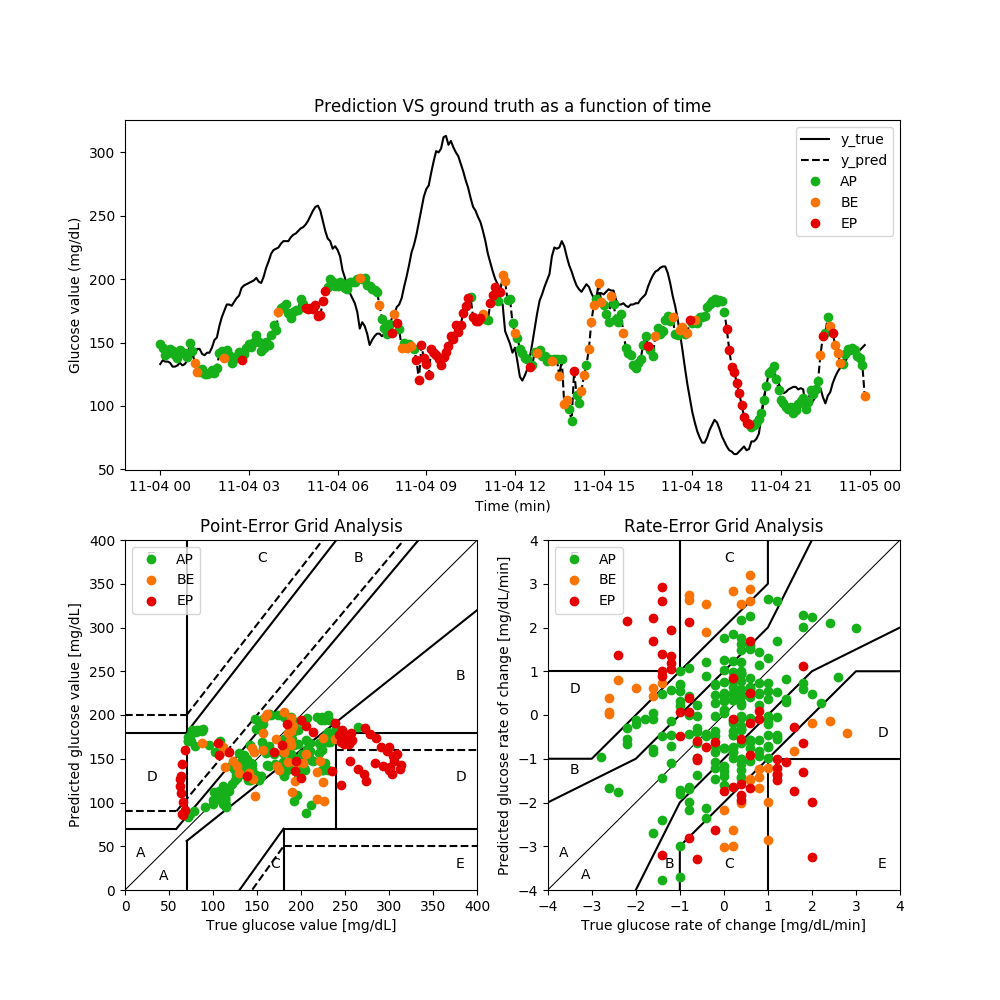 Prediction VS ground truth as a function of time
Glucose value (mg/dL)
300
250
200
150
100
50
y_true
y_pred
AP
BE
EP
11-04 00 11-04 03 11-04 06 11-04 09 11-04 12 11-04 15 11-04 18 11-04 21 11-05 00
Time (min)
Point-Error Grid Analysis
Predicted glucose value [mg/dL]
400
350
300
250
200
150
100
50
0
AP
BE
EP
C
B
B
D
D
A
A
C
E
0 50 100 150 200 250 300 350 400
True glucose value [mg/dL]
Rate-Error Grid Analysis
Predicted glucose rate of change [mg/dL/min]
4
3
2
1
0
−1
−2
−3
−4
AP
BE
EP
C
D
D
B
A
A
B
C
E
−4 −3 −2 −1 0 1 2 3 4
True glucose rate of change [mg/dL/min]